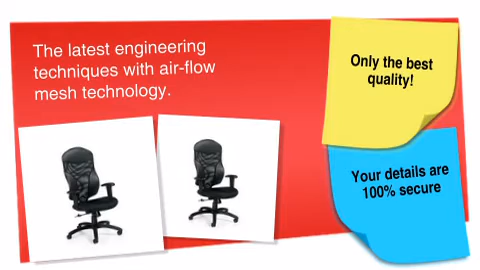 The latest engineering
techniques with air-flow
mesh technology.
Only the best
quality!
Your details are
100% secure